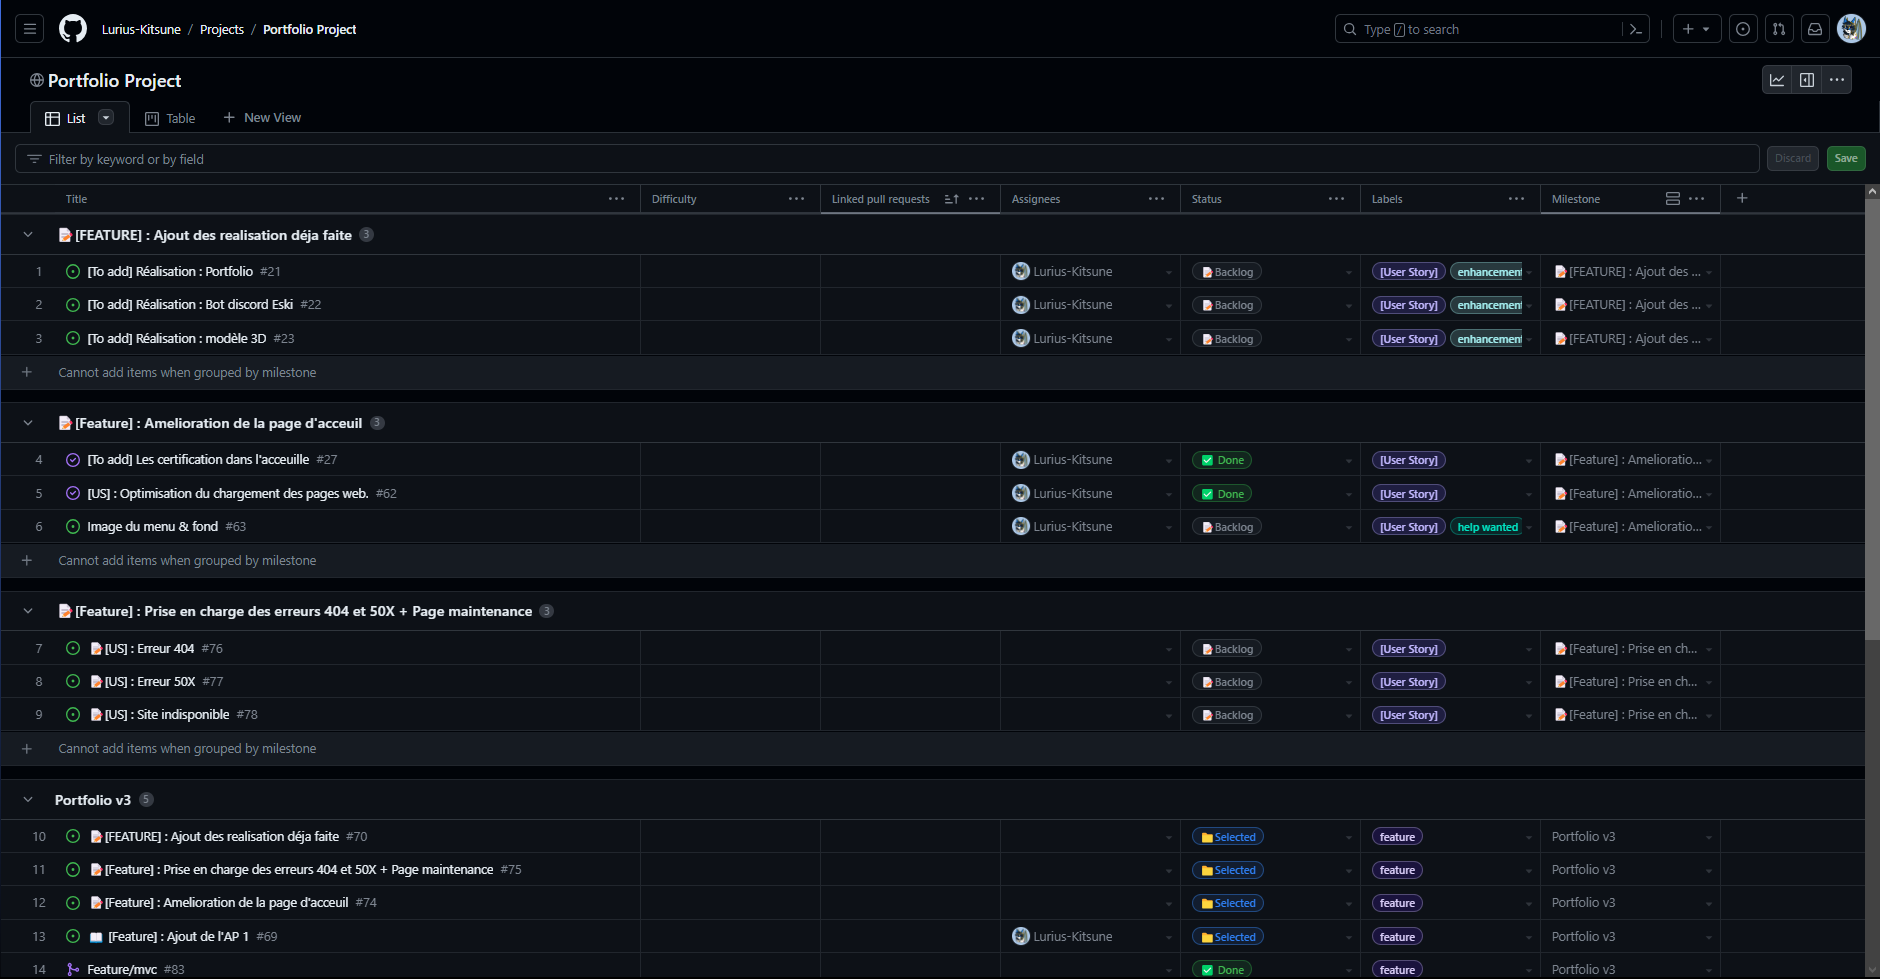 Lurius-Kitsune / Projects / Portfolio Project
Type / to search
Portfolio Project
List
Table
New View
Filter by keyword or by field
Discard
Save
Title Difficulty Linked pull requests Assignees Status Labels Milestone
[FEATURE] : Ajout des realisation déja faite 3
1 [To add] Réalisation : Portfolio #21 Lurius-Kitsune Backlog [User Story] enhancement [FEATURE] : Ajout des ...
2 [To add] Réalisation : Bot discord Eski #22 Lurius-Kitsune Backlog [User Story] enhancement [FEATURE] : Ajout des ...
3 [To add] Réalisation : modèle 3D #23 Lurius-Kitsune Backlog [User Story] enhancement [FEATURE] : Ajout des ...
Cannot add items when grouped by milestone
[Feature] : Amelioration de la page d'acceuil 3
4 [To add] Les certification dans l'acceuille #27 Lurius-Kitsune Done [User Story] [Feature] : Amelioratio...
5 [US] : Optimisation du chargement des pages web. #62 Lurius-Kitsune Done [User Story] [Feature] : Amelioratio...
6 Image du menu & fond #63 Lurius-Kitsune Backlog [User Story] help wanted [Feature] : Amelioratio...
Cannot add items when grouped by milestone
[Feature] : Prise en charge des erreurs 404 et 50X + Page maintenance 3
7 [US] : Erreur 404 #76 Backlog [User Story] [Feature] : Prise en ch...
8 [US] : Erreur 50X #77 Backlog [User Story] [Feature] : Prise en ch...
9 [US] : Site indisponible #78 Backlog [User Story] [Feature] : Prise en ch...
Cannot add items when grouped by milestone
Portfolio v3 5
10 [FEATURE] : Ajout des realisation déja faite #70 Selected feature Portfolio v3
11 [Feature] : Prise en charge des erreurs 404 et 50X + Page maintenance #75 Selected feature Portfolio v3
12 [Feature] : Amelioration de la page d'acceuil #74 Selected feature Portfolio v3
13 [Feature] : Ajout de l'AP 1 #69 Lurius-Kitsune Selected feature Portfolio v3
14 Feature/mvc #83 Done feature Portfolio v3